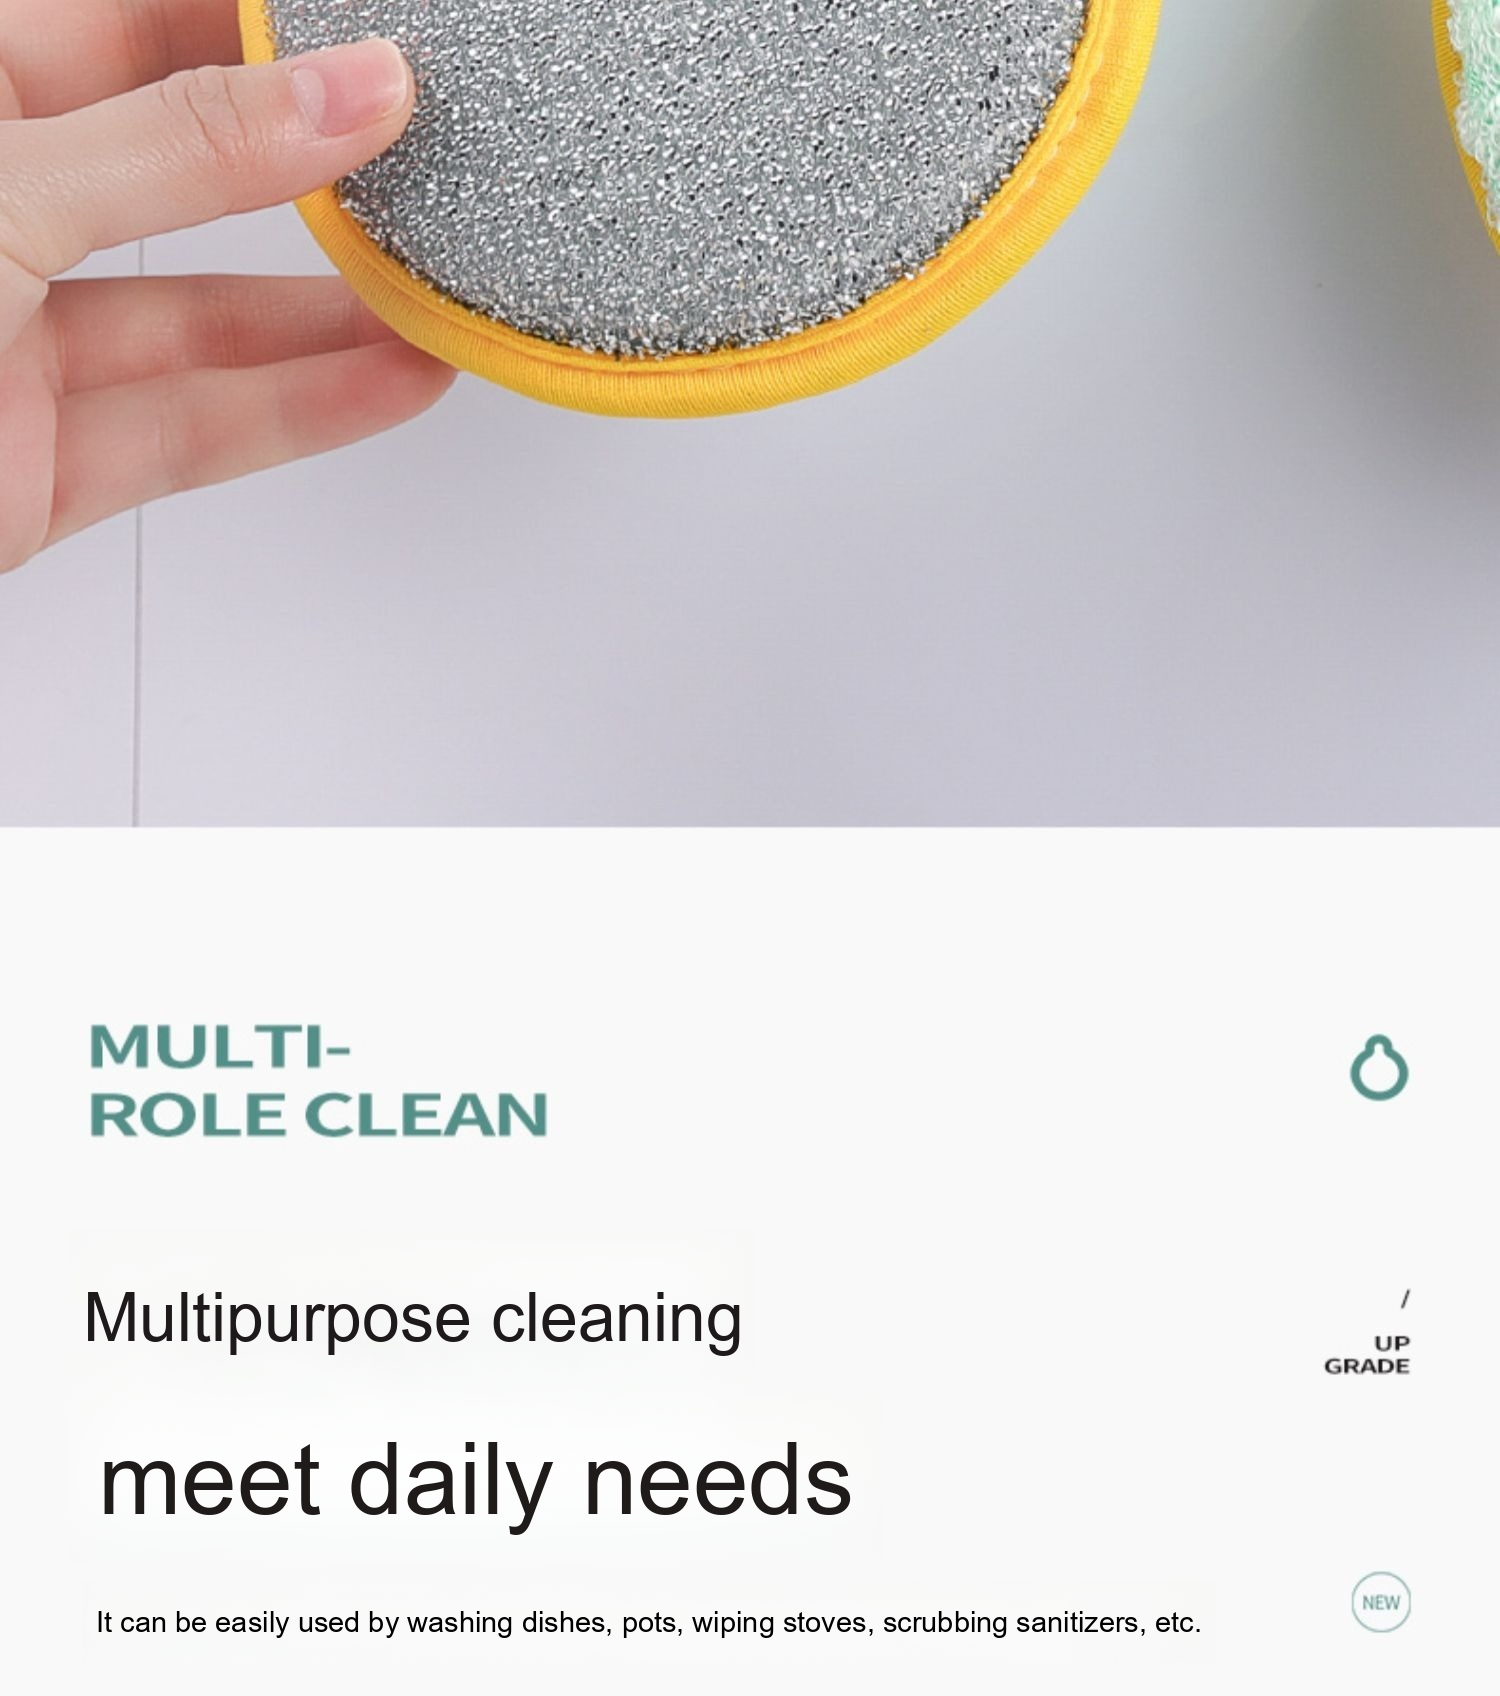 MULTI-
ROLE CLEAN
Multipurpose cleaning
/
UP
GRADE
meet daily needs
It can be easily used by washing dishes, pots, wiping stoves, scrubbing sanitizers, etc.
NEW